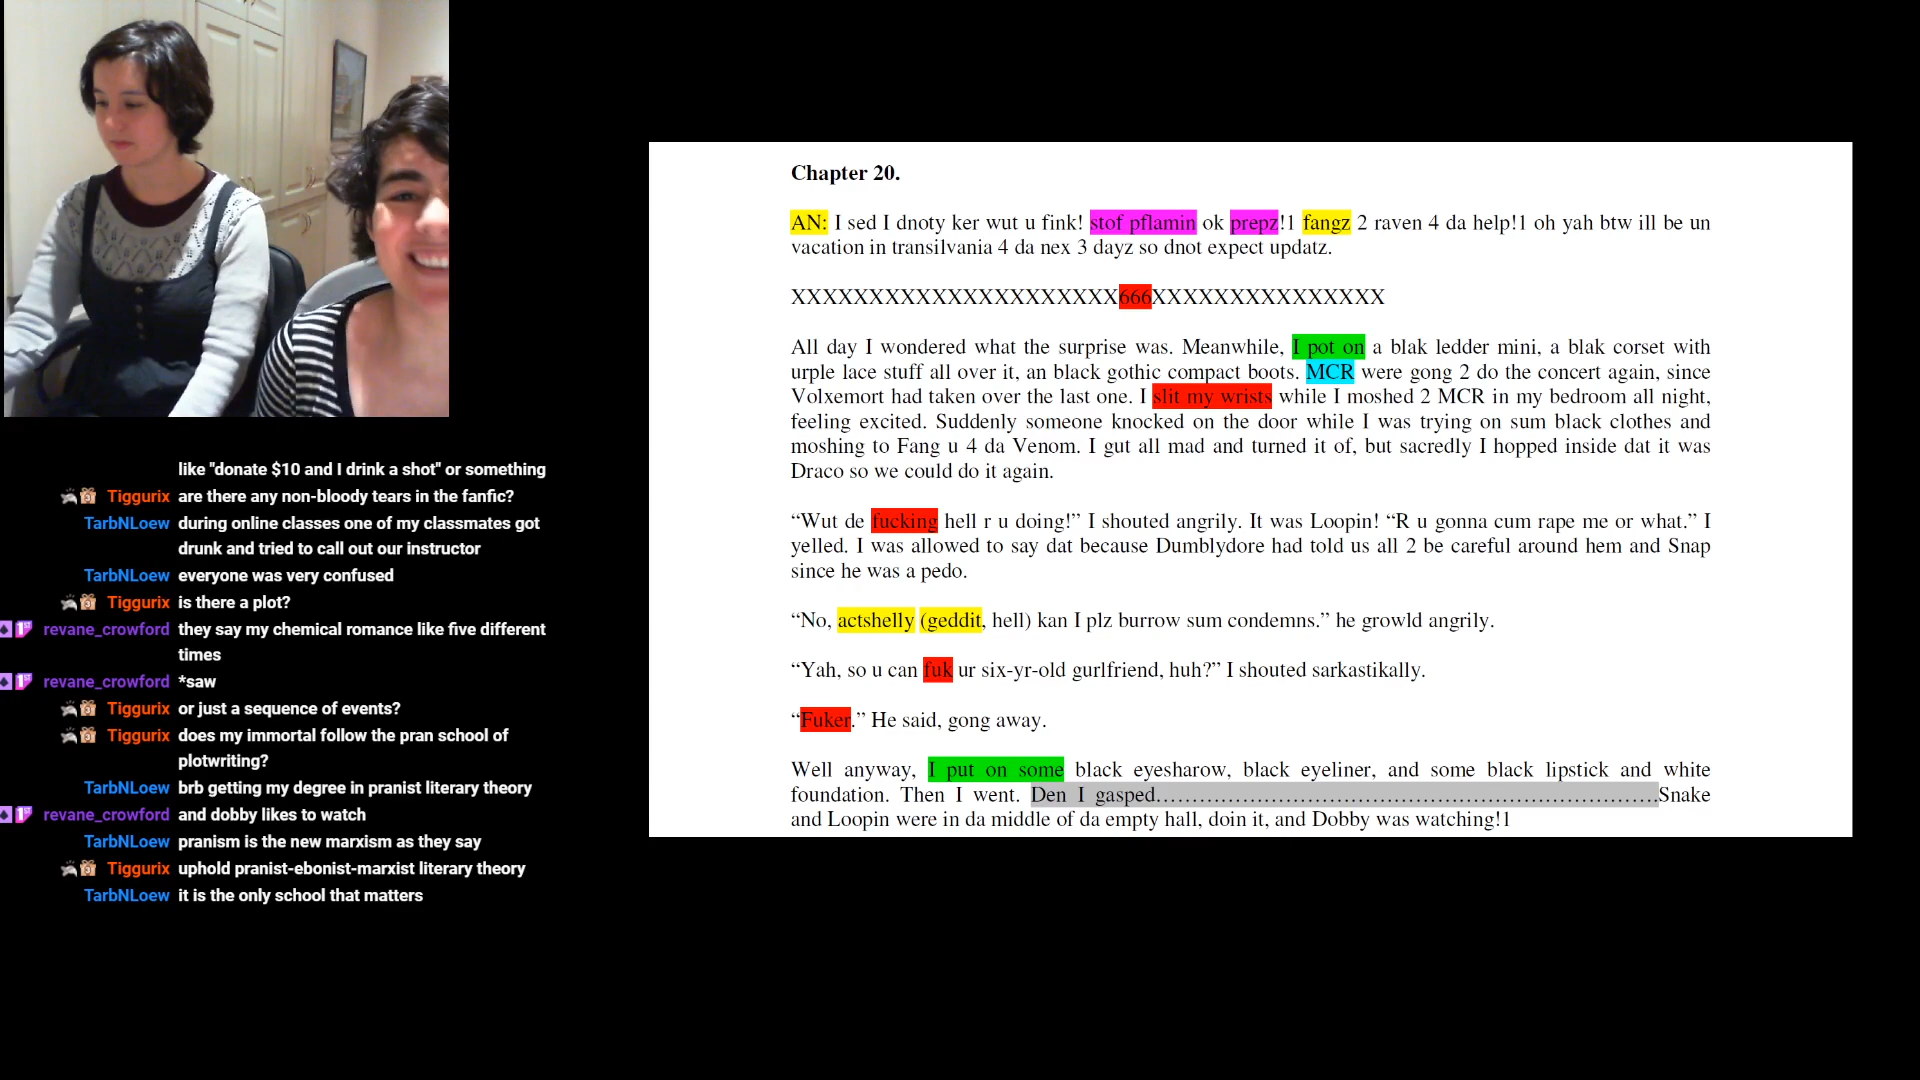 like "donate $10 and I drink a shot" or something
Tiggurix are there any non-bloody tears in the fanfic?
TarbNLoew during online classes one of my classmates got
drunk and tried to call out our instructor
TarbNLoew everyone was very confused
Tiggurix is there a plot?
revane_crowford they say my chemical romance like five different
times
revane_crowford *saw
Tiggurix or just a sequence of events?
Tiggurix does my immortal follow the pran school of
plotwriting?
TarbNLoew brb getting my degree in pranist literary theory
revane_crowford and dobby likes to watch
TarbNLoew pranism is the new marxism as they say
Tiggurix uphold pranist-ebonist-marxist literary theory
TarbNLoew it is the only school that matters
Chapter 20.
AN: I sed I dnoty ker wut u fink! stof pflamin ok prepz!1 fangz 2 raven 4 da help!1 oh yah btw ill be un
vacation in transilvania 4 da nex 3 dayz so dnot expect updatz.
XXXXXXXXXXXXXXXXXXXXX666XXXXXXXXXXXXXXX
All day I wondered what the surprise was. Meanwhile, I pot on a blak ledder mini, a blak corset with
urple lace stuff all over it, an black gothic compact boots. MCR were gong 2 do the concert again, since
Volxemort had taken over the last one. I slit my wrists while I moshed 2 MCR in my bedroom all night,
feeling excited. Suddenly someone knocked on the door while I was trying on sum black clothes and
moshing to Fang u 4 da Venom. I gut all mad and turned it of, but sacredly I hopped inside dat it was
Draco so we could do it again.
“Wut de fucking hell r u doing!” I shouted angrily. It was Loopin! “R u gonna cum rape me or what.” I
yelled. I was allowed to say dat because Dumblydore had told us all 2 be careful around hem and Snap
since he was a pedo.
“No, actshelly (geddit, hell) kan I plz burrow sum condemns.” he growld angrily.
“Yah, so u can fuk ur six-yr-old gurlfriend, huh?” I shouted sarkastikally.
“Fuker.” He said, gong away.
Well anyway, I put on some black eyesharow, black eyeliner, and some black lipstick and white
foundation. Then I went. Den I gasped…………………………………………………………….Snake
and Loopin were in da middle of da empty hall, doin it, and Dobby was watching!1